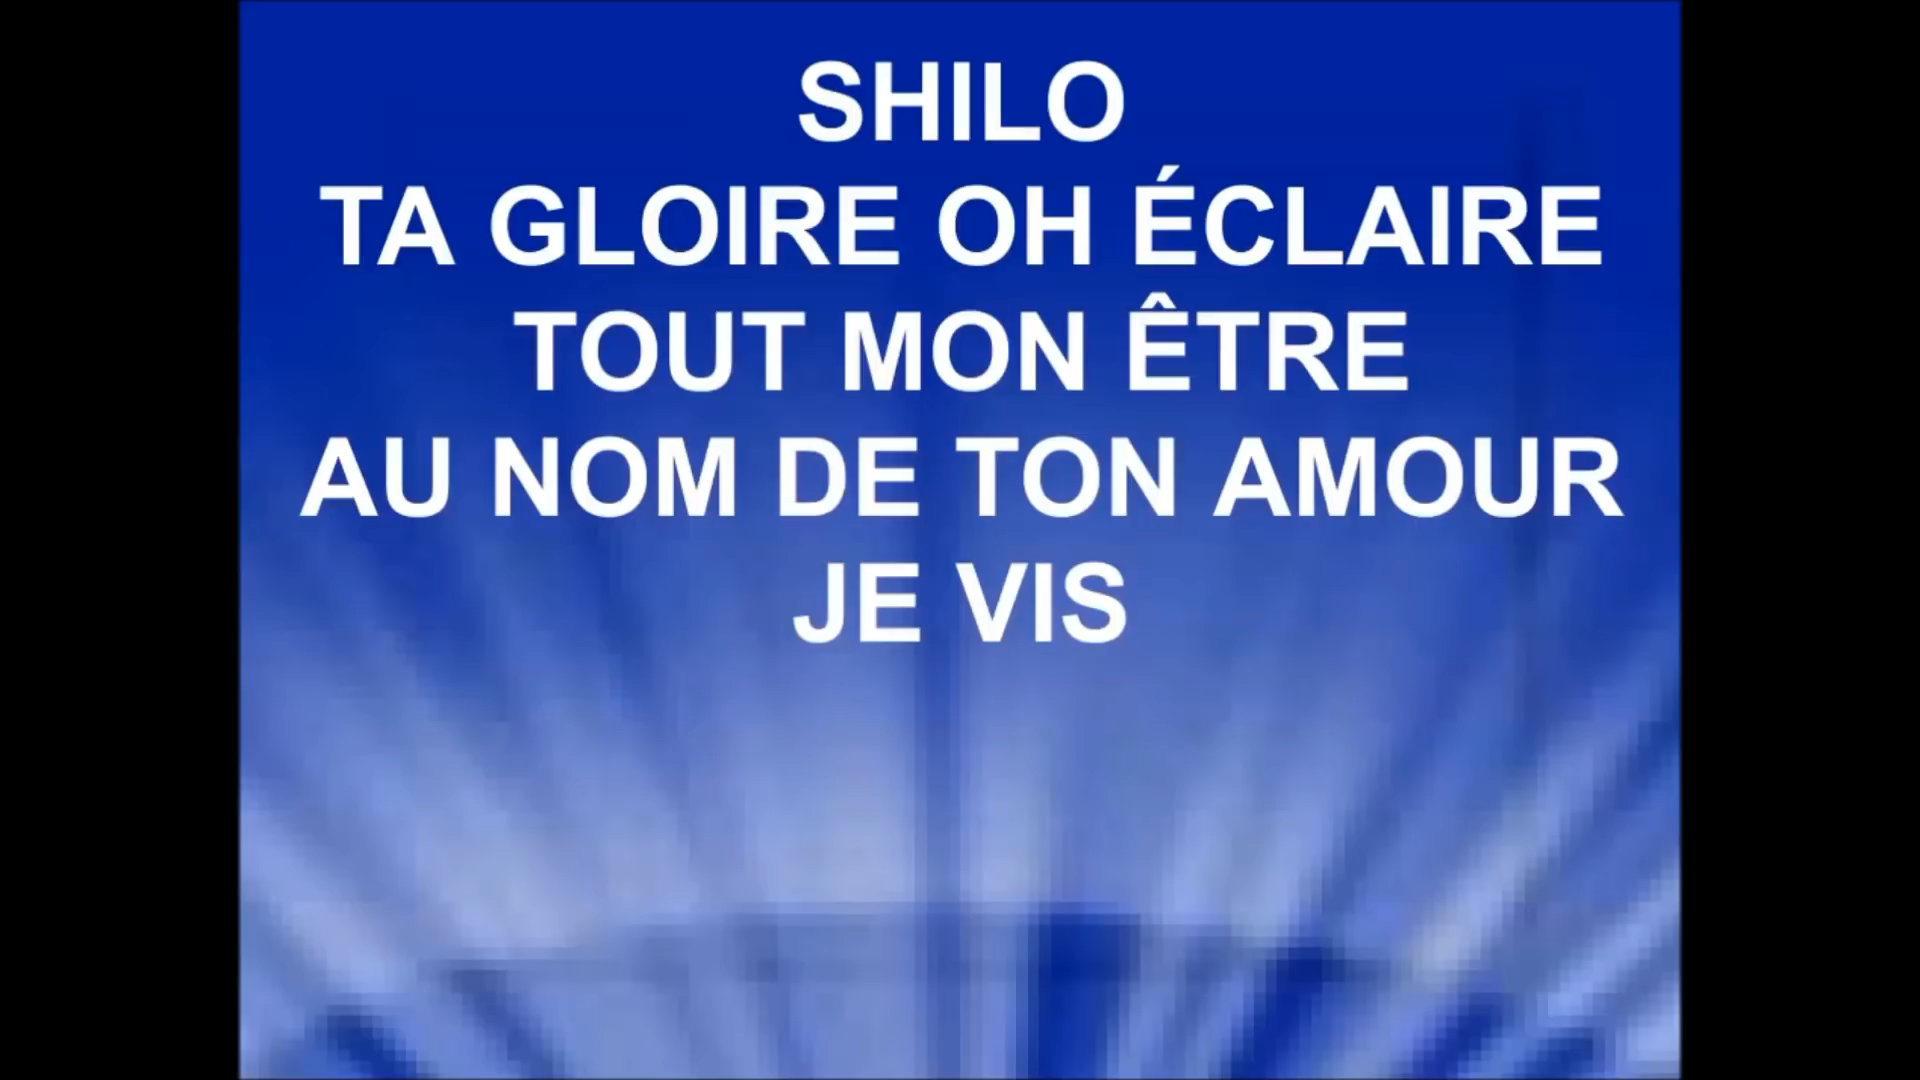 SHILO
TA GLOIRE OH ÉCLAIRE
TOUT MON ÊTRE
AU NOM DE TON AMOUR
JE VIS